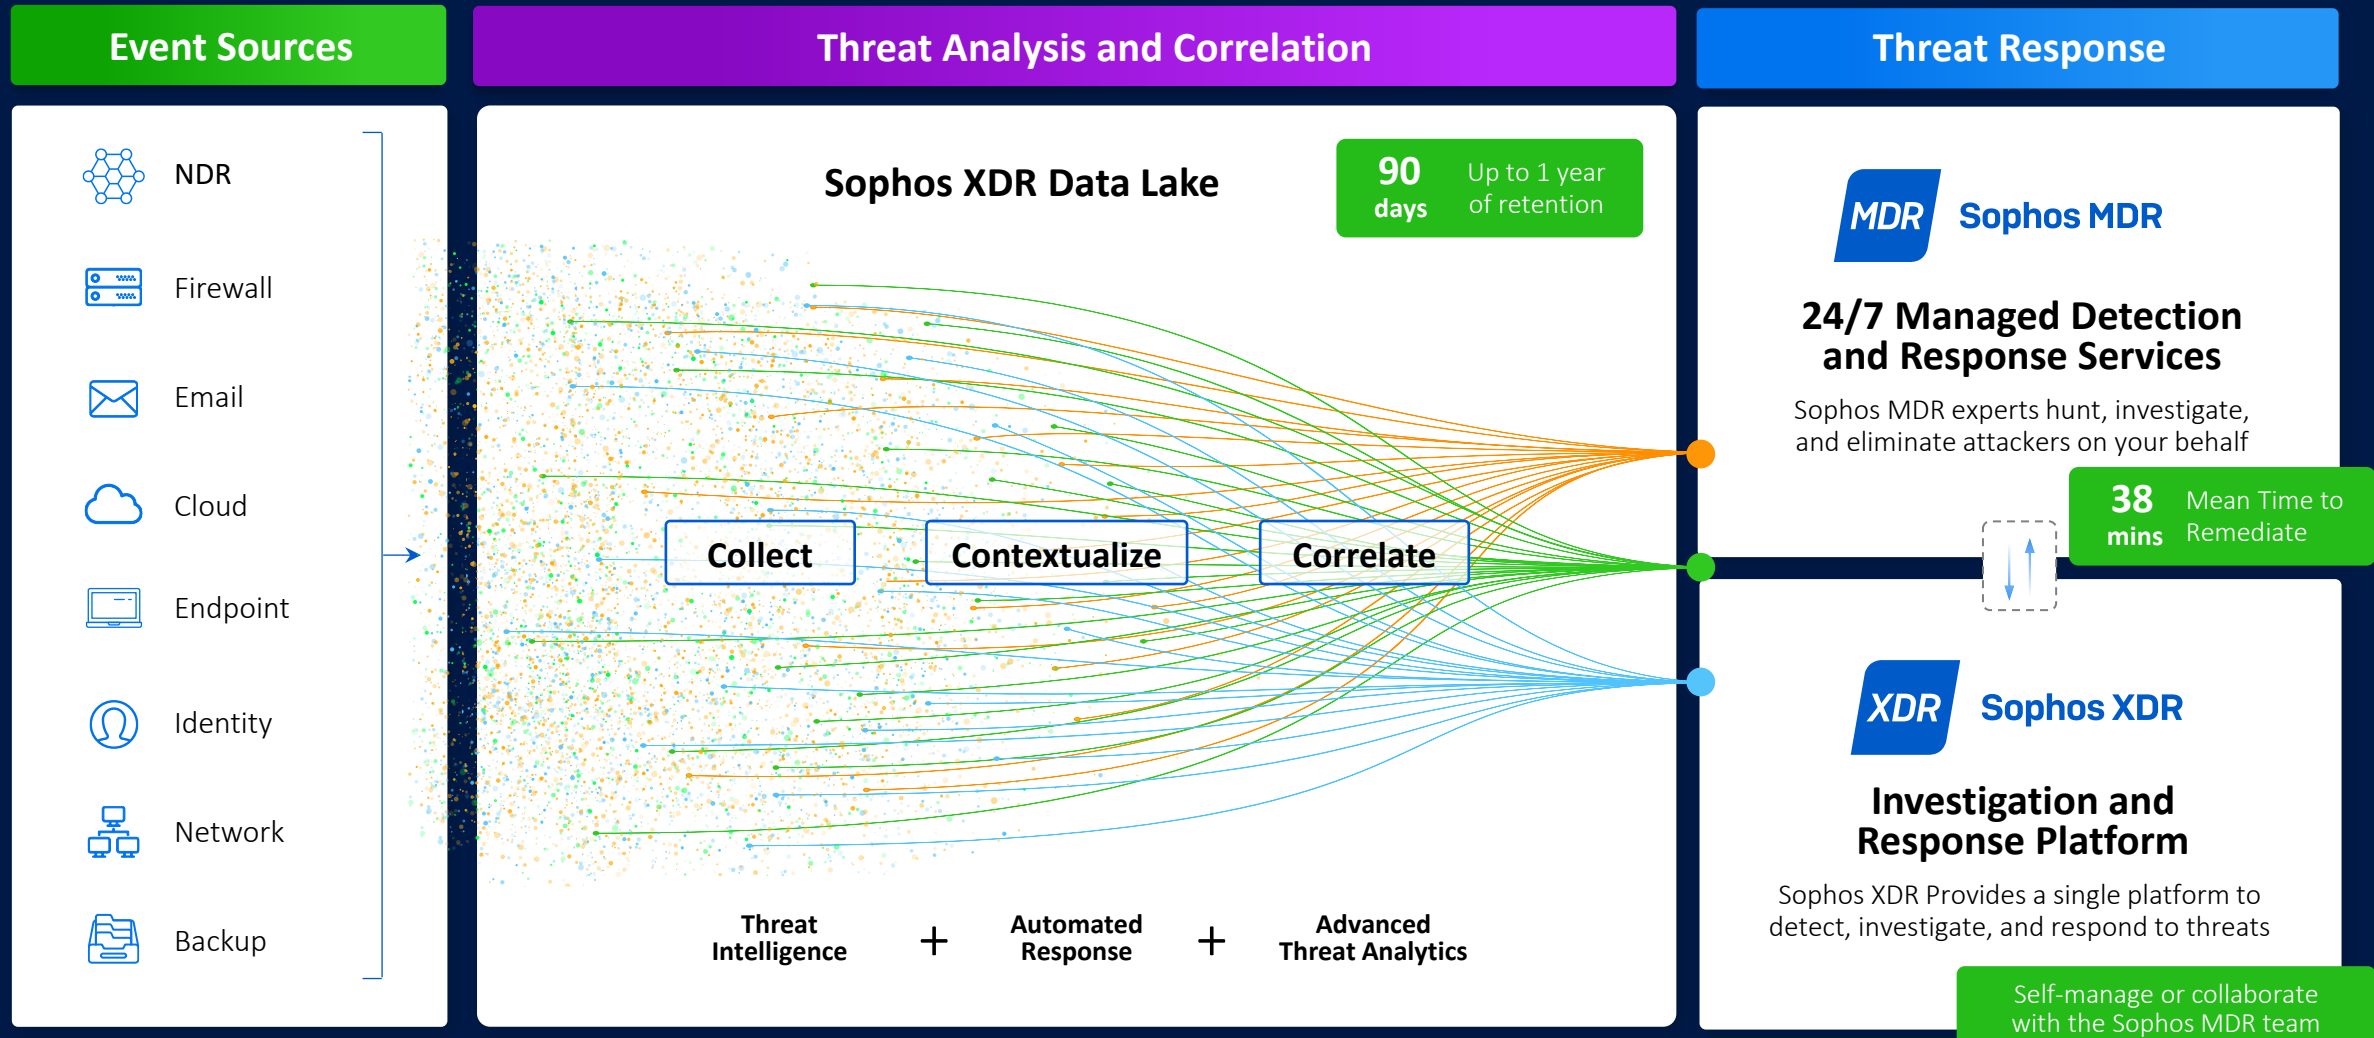 Event Sources
NDR
Firewall
Email
Cloud
Endpoint
Identity
Network
Backup
Threat Analysis and Correlation
Sophos XDR Data Lake
90
days
Up to 1 year
of retention
Collect
Contextualize
Correlate
Threat
Intelligence
+
Automated
Response
+
Advanced
Threat Analytics
Threat Response
MDR
Sophos MDR
24/7 Managed Detection
and Response Services
Sophos MDR experts hunt, investigate,
and eliminate attackers on your behalf
38
mins
Mean Time to
Remediate
XDR
Sophos XDR
Investigation and
Response Platform
Sophos XDR Provides a single platform to
detect, investigate, and respond to threats
Self-manage or collaborate
with the Sophos MDR team